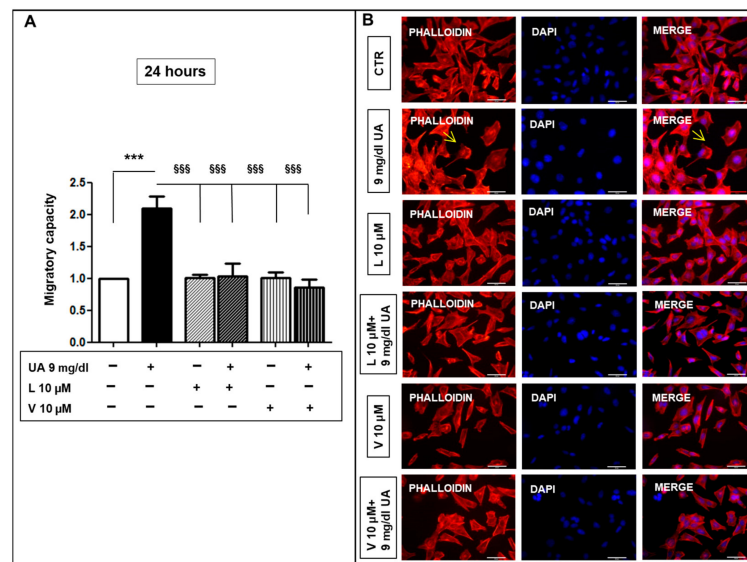 A
24 hours
***
§§§ §§§ §§§ §§§
Migratory capacity
2.5
2.0
1.5
1.0
0.5
0.0
UA 9 mg/dl – + – + – +
L 10 µM – – + + – –
V 10 µM – – – – + +
B
CTR
PHALLOIDIN DAPI MERGE
9 mg/dl UA
PHALLOIDIN DAPI MERGE
L 10 µM
PHALLOIDIN DAPI MERGE
L 10 µM+
9 mg/dl UA
PHALLOIDIN DAPI MERGE
V 10 µM
PHALLOIDIN DAPI MERGE
V 10 µM+
9 mg/dl UA
PHALLOIDIN DAPI MERGE